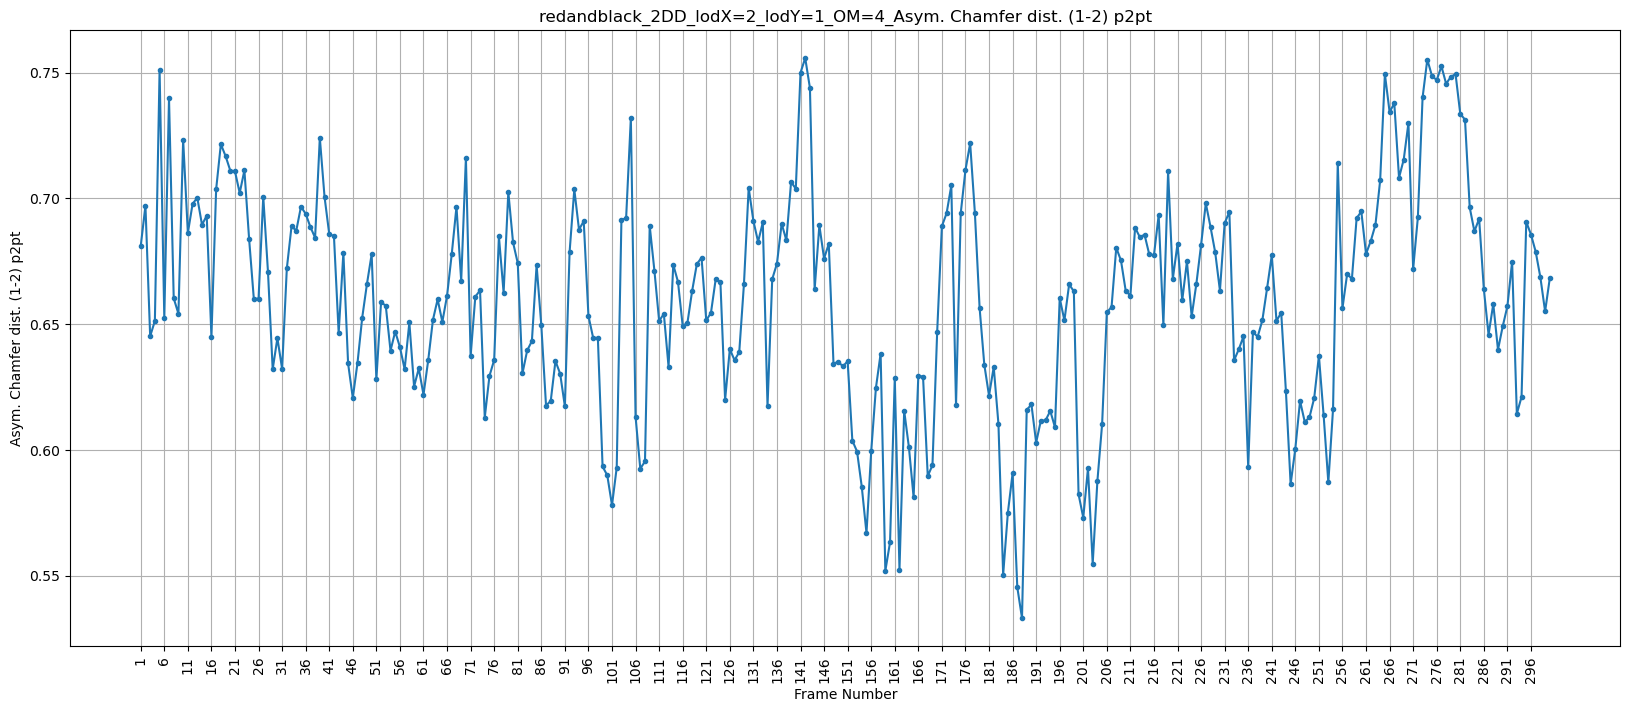 redandblack_2DD_lodX=2_lodY=1_OM=4_Asym. Chamfer dist. (1-2) p2pt
Asym. Chamfer dist. (1-2) p2pt
0.75
0.70
0.65
0.60
0.55
1 6 11 16 21 26 31 36 41 46 51 56 61 66 71 76 81 86 91 96 101 106 111 116 121 126 131 136 141 146 151 156 161 166 171 176 181 186 191 196 201 206 211 216 221 226 231 236 241 246 251 256 261 266 271 276 281 286 291 296
Frame Number